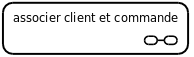 associer client et commande